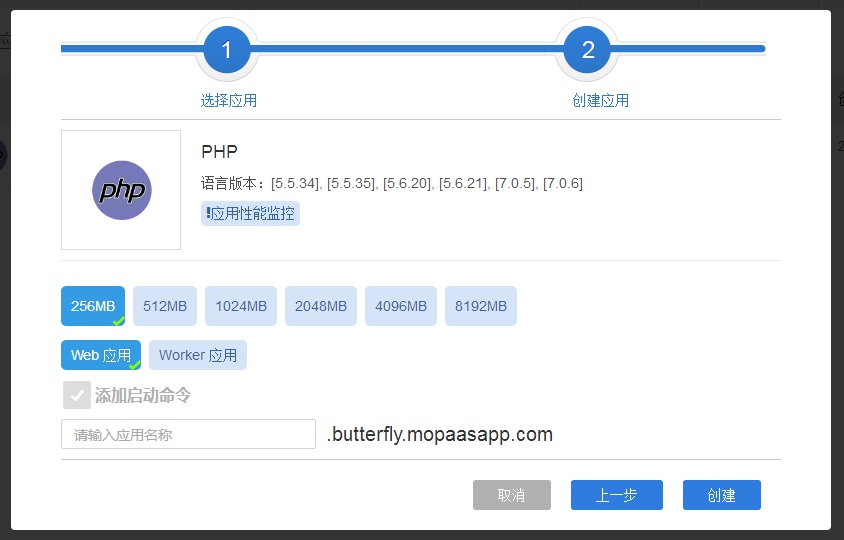 1
2
选择应用
创建应用
php
PHP
语言版本：[5.5.34], [5.5.35], [5.6.20], [5.6.21], [7.0.5], [7.0.6]
!应用性能监控
256MB 512MB 1024MB 2048MB 4096MB 8192MB
Web 应用 Worker 应用
添加启动命令
请输入应用名称 .butterfly.mopaasapp.com
取消 上一步 创建